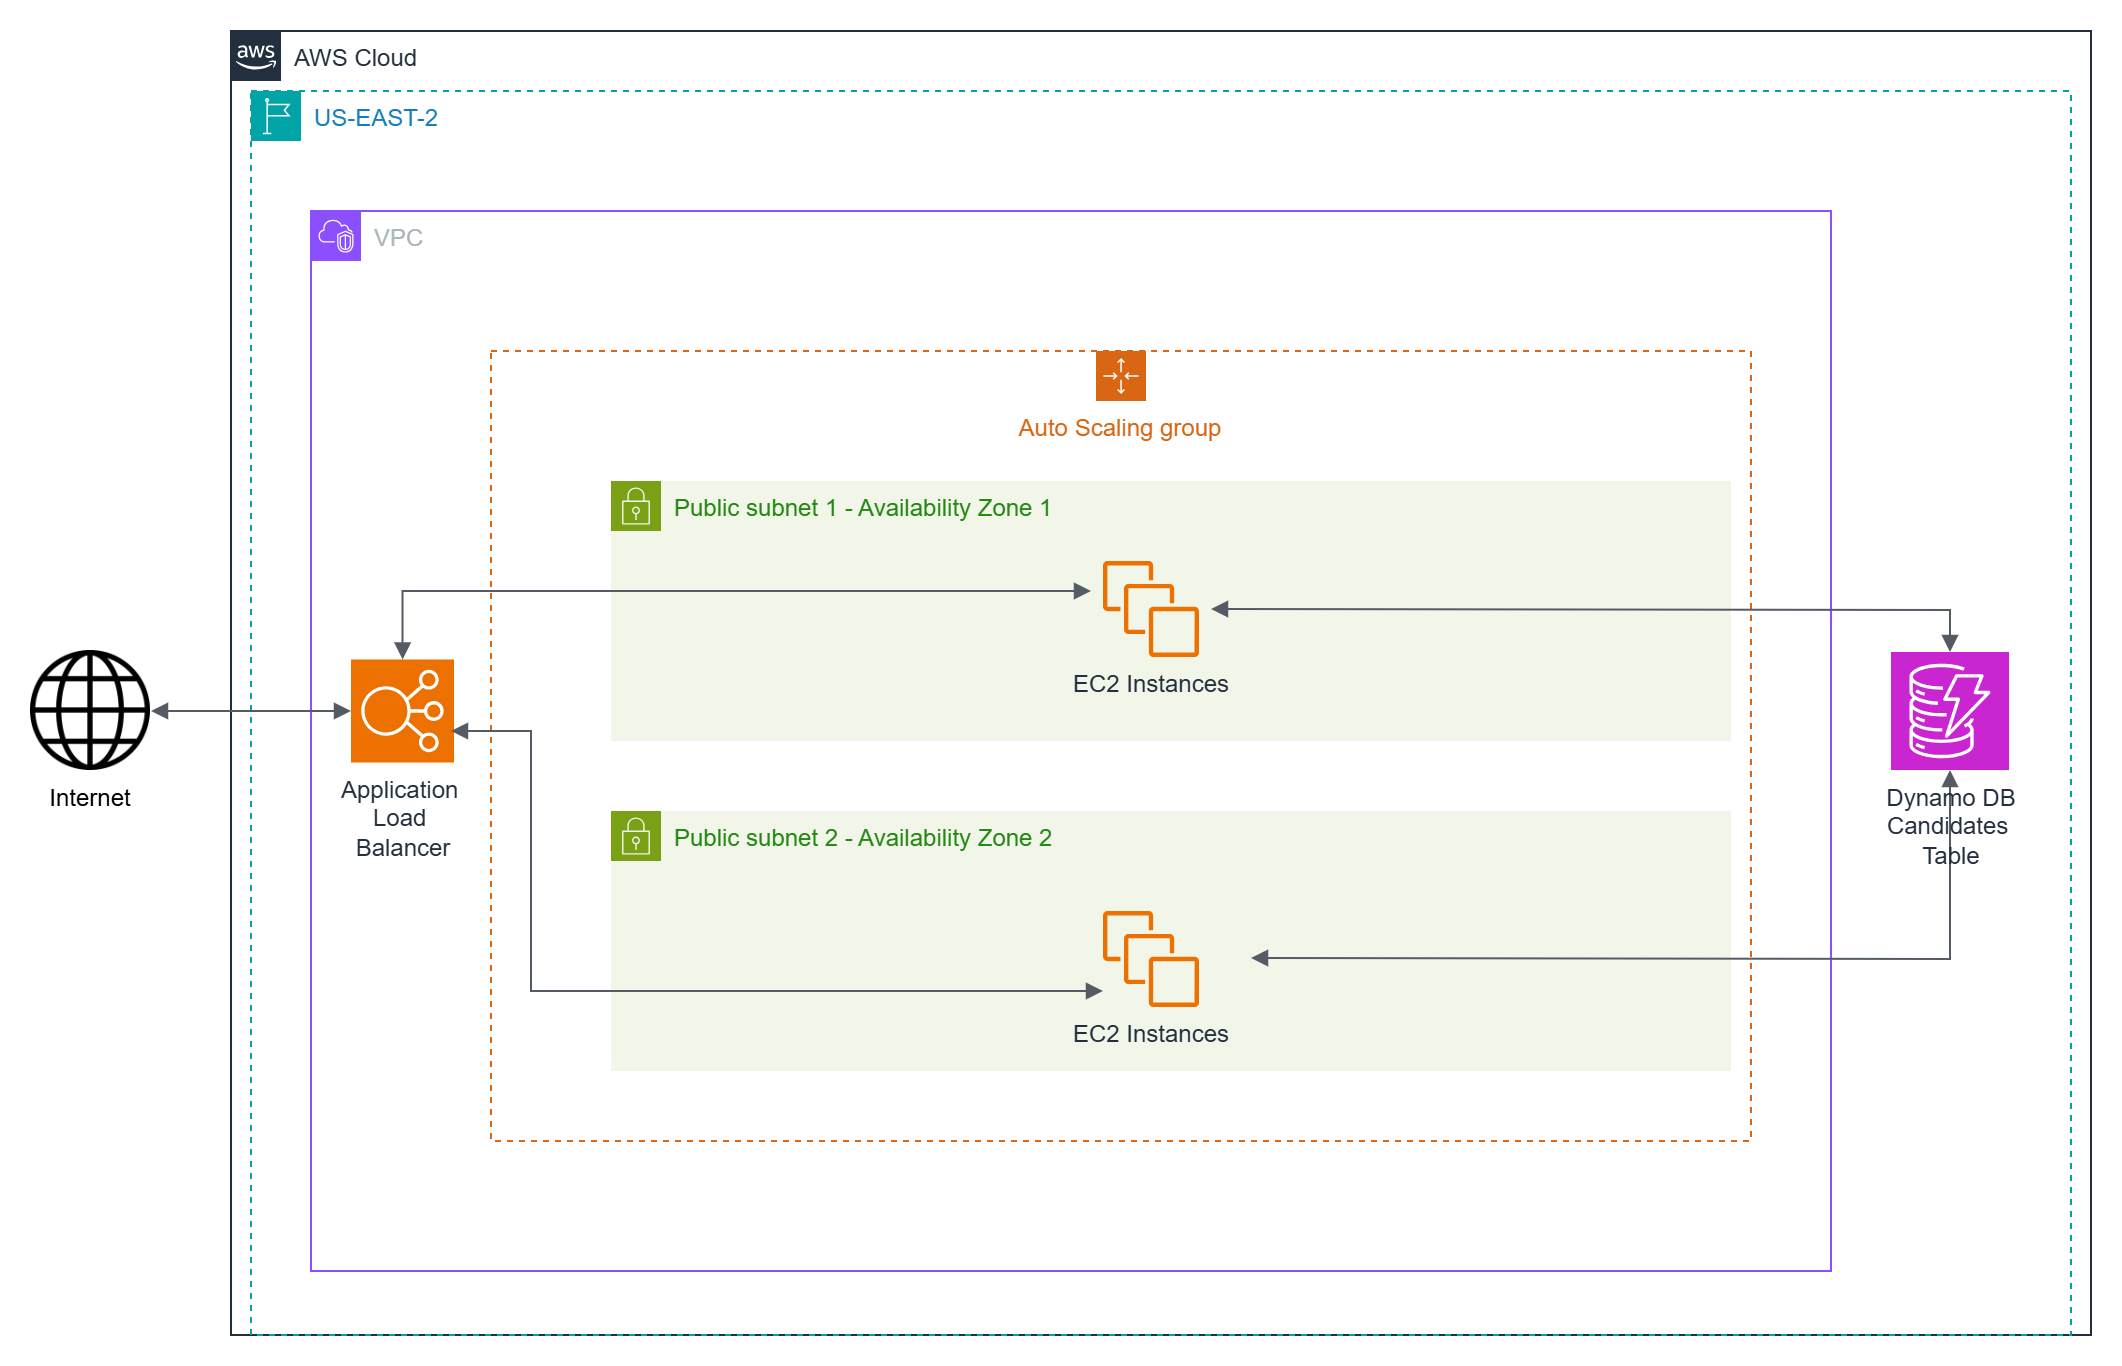 aws
AWS Cloud
US-EAST-2
VPC
Auto Scaling group
Public subnet 1 - Availability Zone 1
EC2 Instances
Internet
Application
Load
Balancer
Dynamo DB
Candidates
Table
Public subnet 2 - Availability Zone 2
EC2 Instances